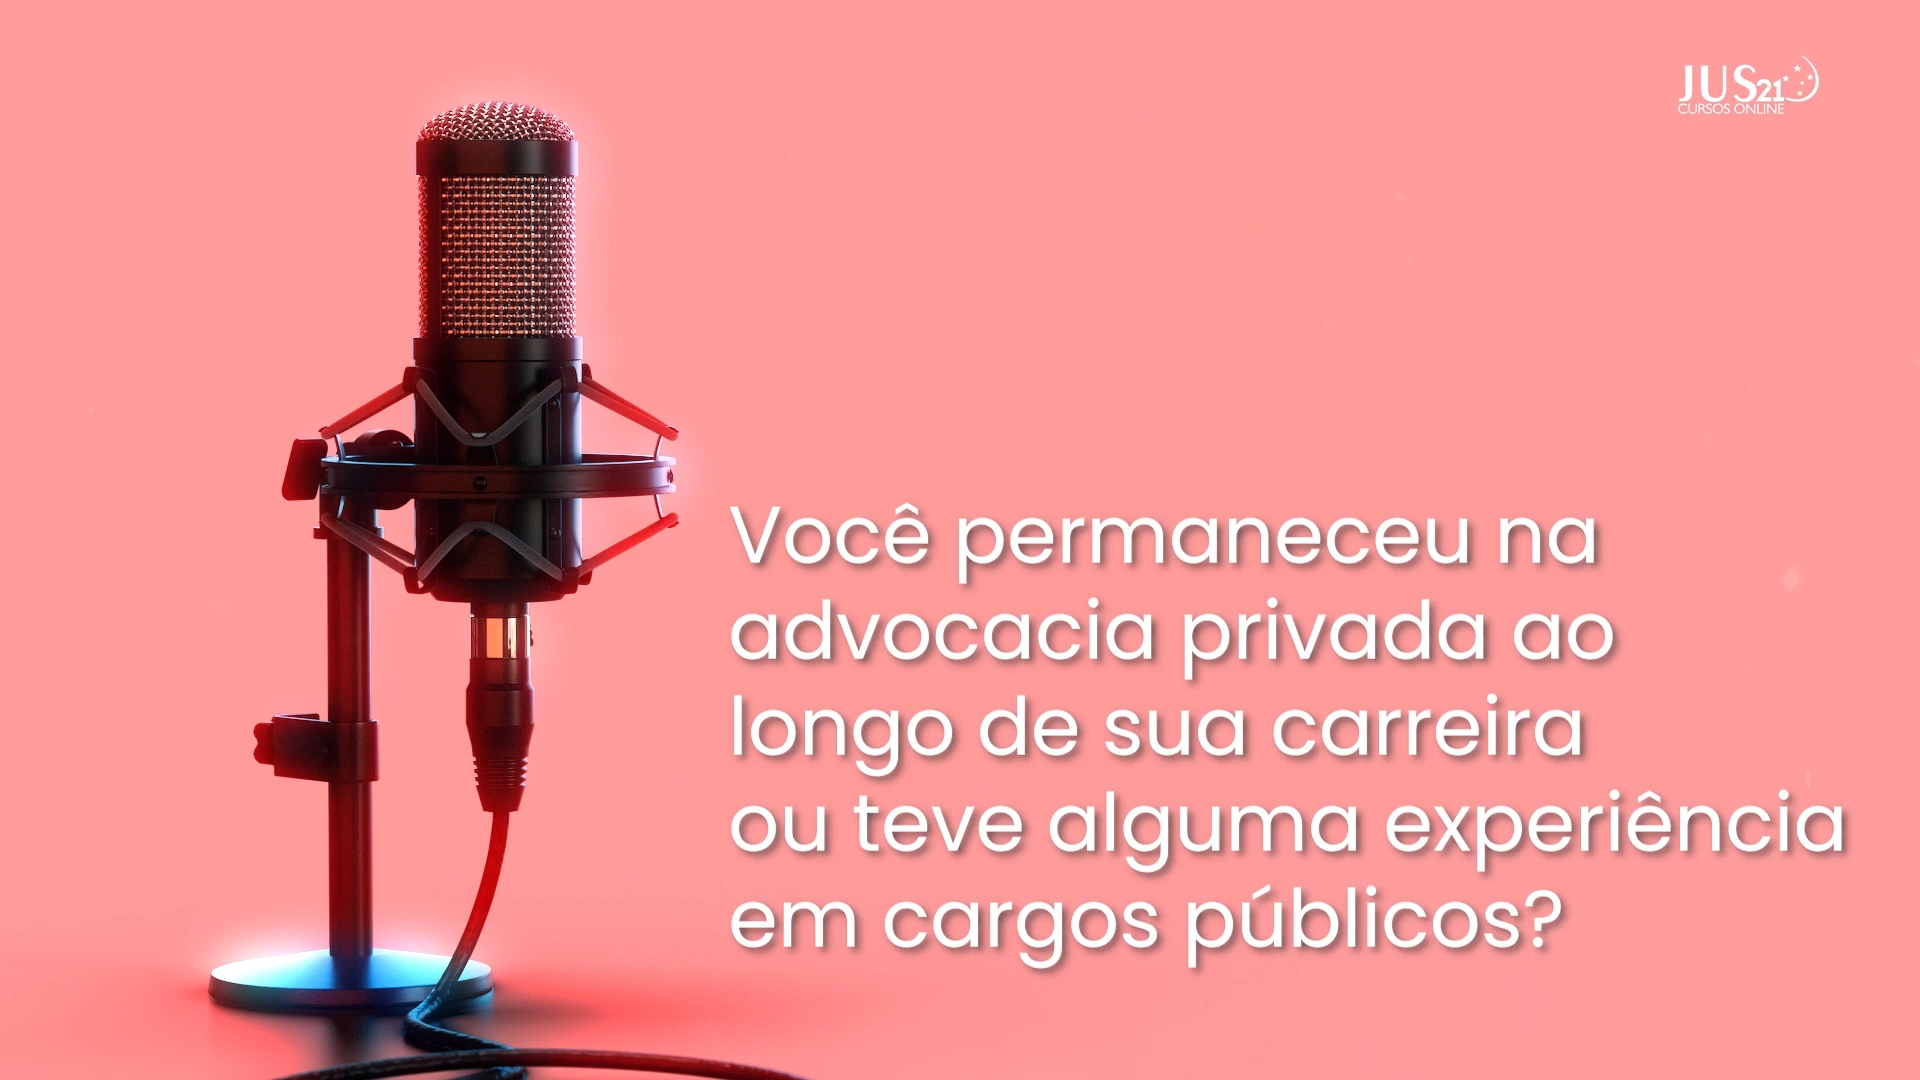 JUS21
CURSOS ONLINE
Você permaneceu na
advocacia privada ao
longo de sua carreira
ou teve alguma experiência
em cargos públicos?